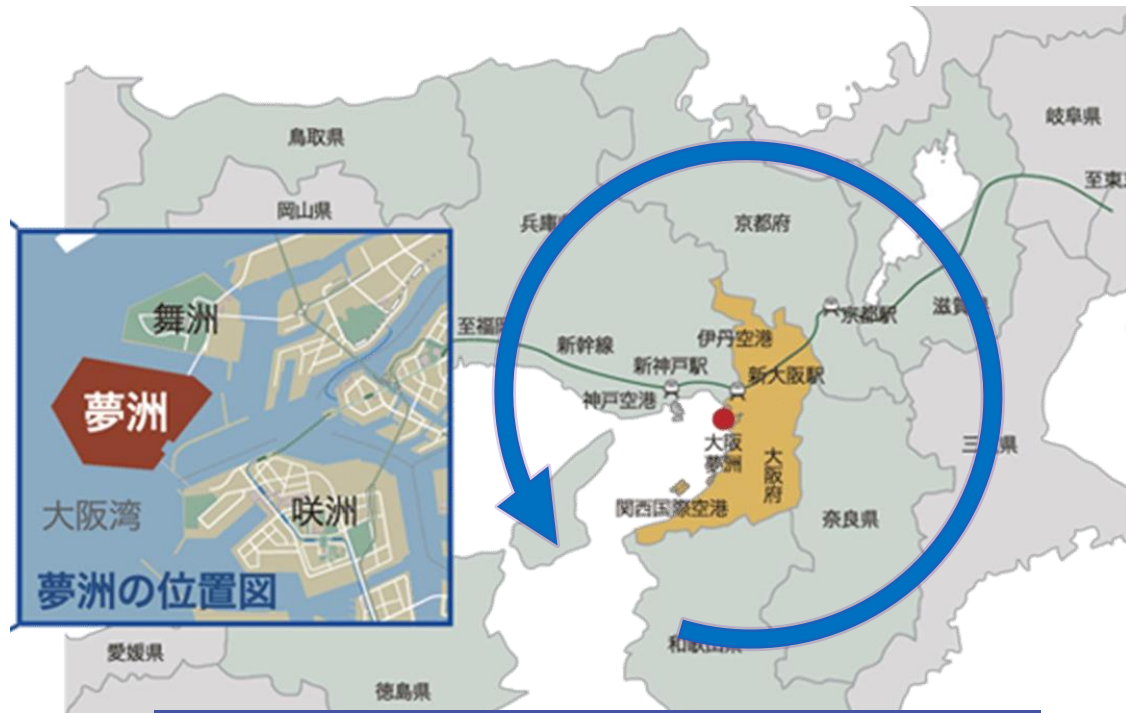 鳥取県
岡山県
兵庫
京都府
岐阜県
至東
滋賀県
京都駅
伊丹空港
至福岡
新幹線
新神戸駅
新大阪駅
神戸空港
大阪
夢洲
大阪府
三重県
関西国際空港
奈良県
和歌山県
徳島県
愛媛県
舞洲
夢洲
大阪湾
咲洲
夢洲の位置図